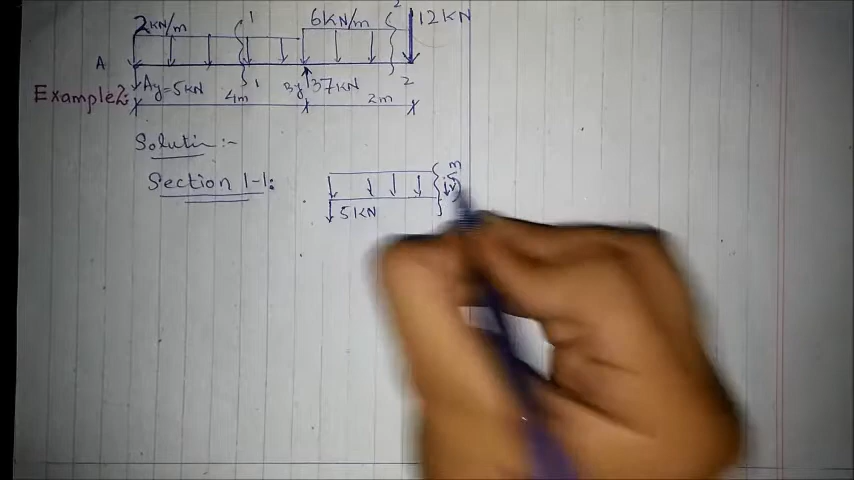 1 2
2KN/m 6KN/m 12KN
A
Ay=5KN 1 By 37KN 2
Example2:- 4m 2m
Solution:-
Section 1-1:
m
5KN